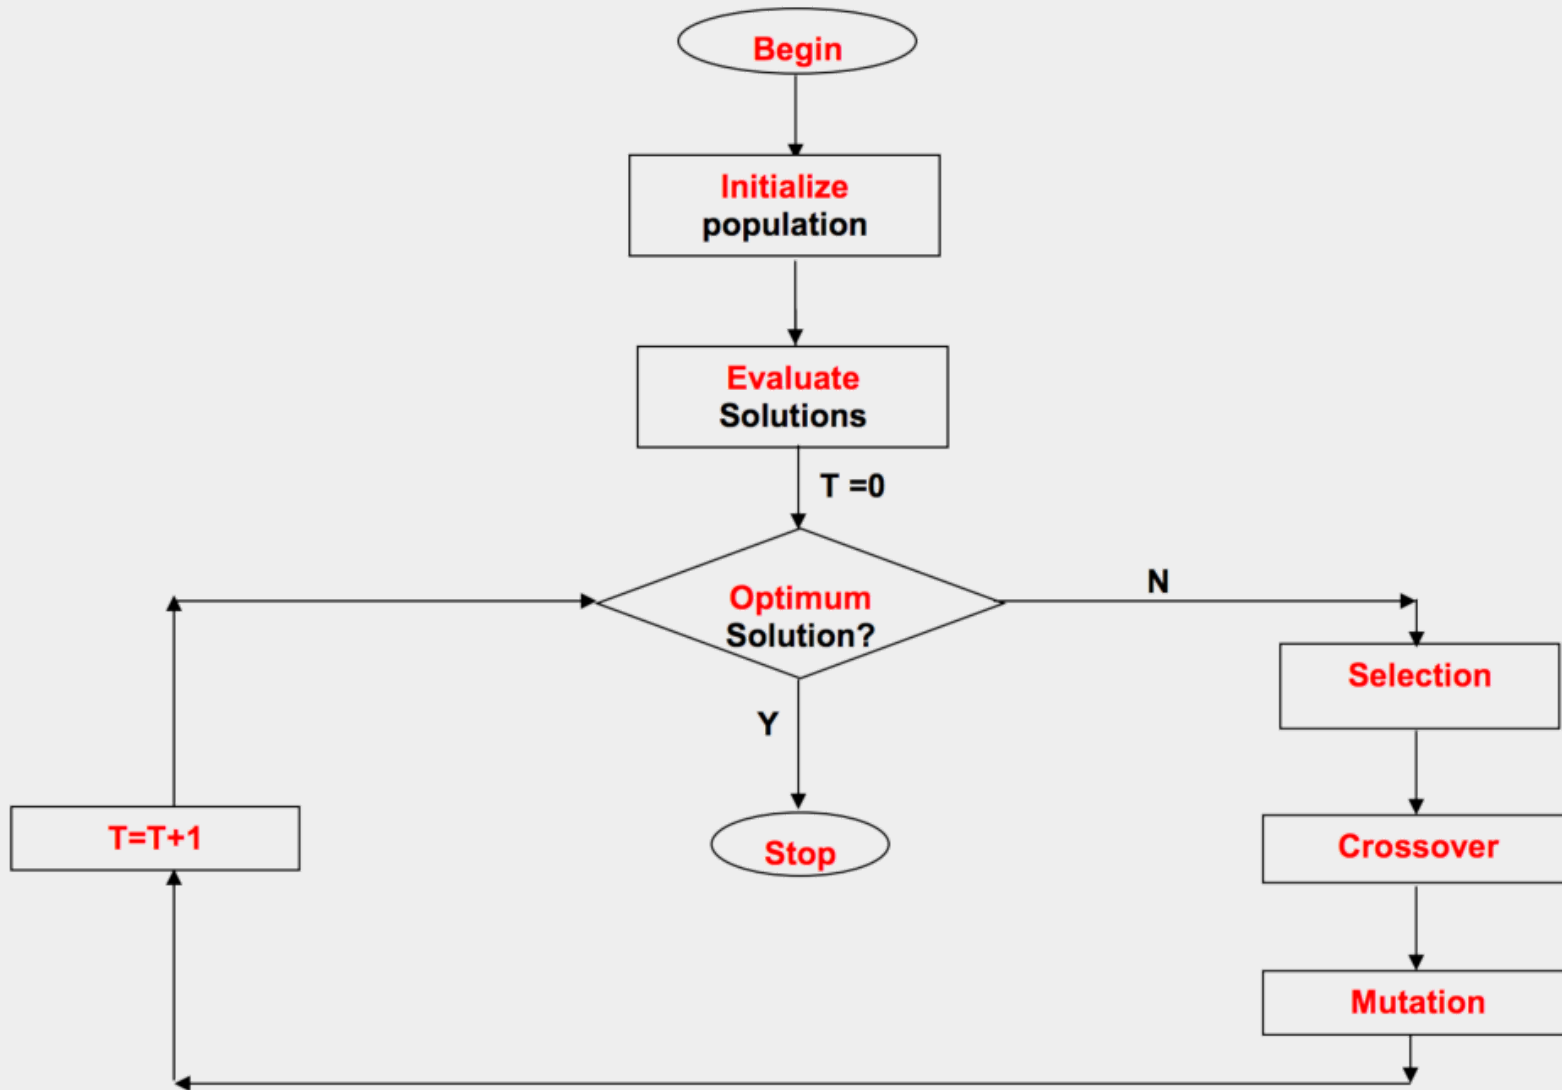 Begin
Initialize
population
Evaluate
Solutions
T =0
Optimum
Solution?
N
Y
Selection
Crossover
Mutation
T=T+1
Stop